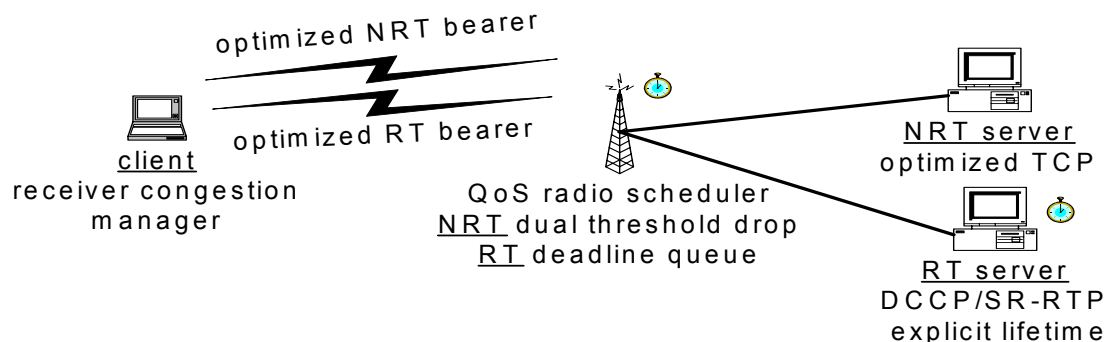 optimized NRT bearer
optimized RT bearer
client
receiver congestion
manager
QoS radio scheduler
NRT dual threshold drop
RT deadline queue
NRT server
optimized TCP
RT server
DCCP/SR-RTP
explicit lifetime